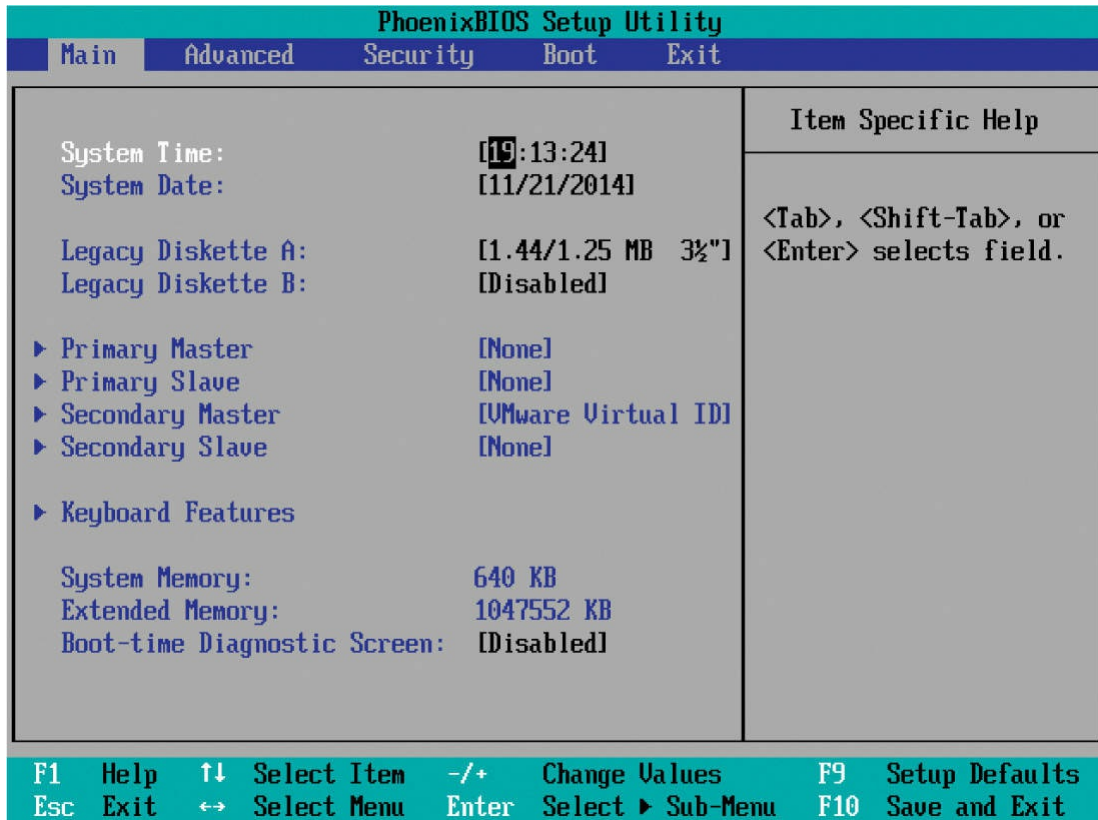 PhoenixBIOS Setup Utility
Main Advanced Security Boot Exit
System Time: [19:13:24]
System Date: [11/21/2014]
Legacy Diskette A: [1.44/1.25 MB 3½"]
Legacy Diskette B: [Disabled]
▶ Primary Master [None]
▶ Primary Slave [None]
▶ Secondary Master [VMware Virtual ID]
▶ Secondary Slave [None]
▶ Keyboard Features
System Memory: 640 KB
Extended Memory: 1047552 KB
Boot-time Diagnostic Screen: [Disabled]
Item Specific Help
<Tab>, <Shift-Tab>, or
<Enter> selects field.
F1 Help ↑↓ Select Item -/+ Change Values F9 Setup Defaults
Esc Exit ↔ Select Menu Enter Select ▶ Sub-Menu F10 Save and Exit